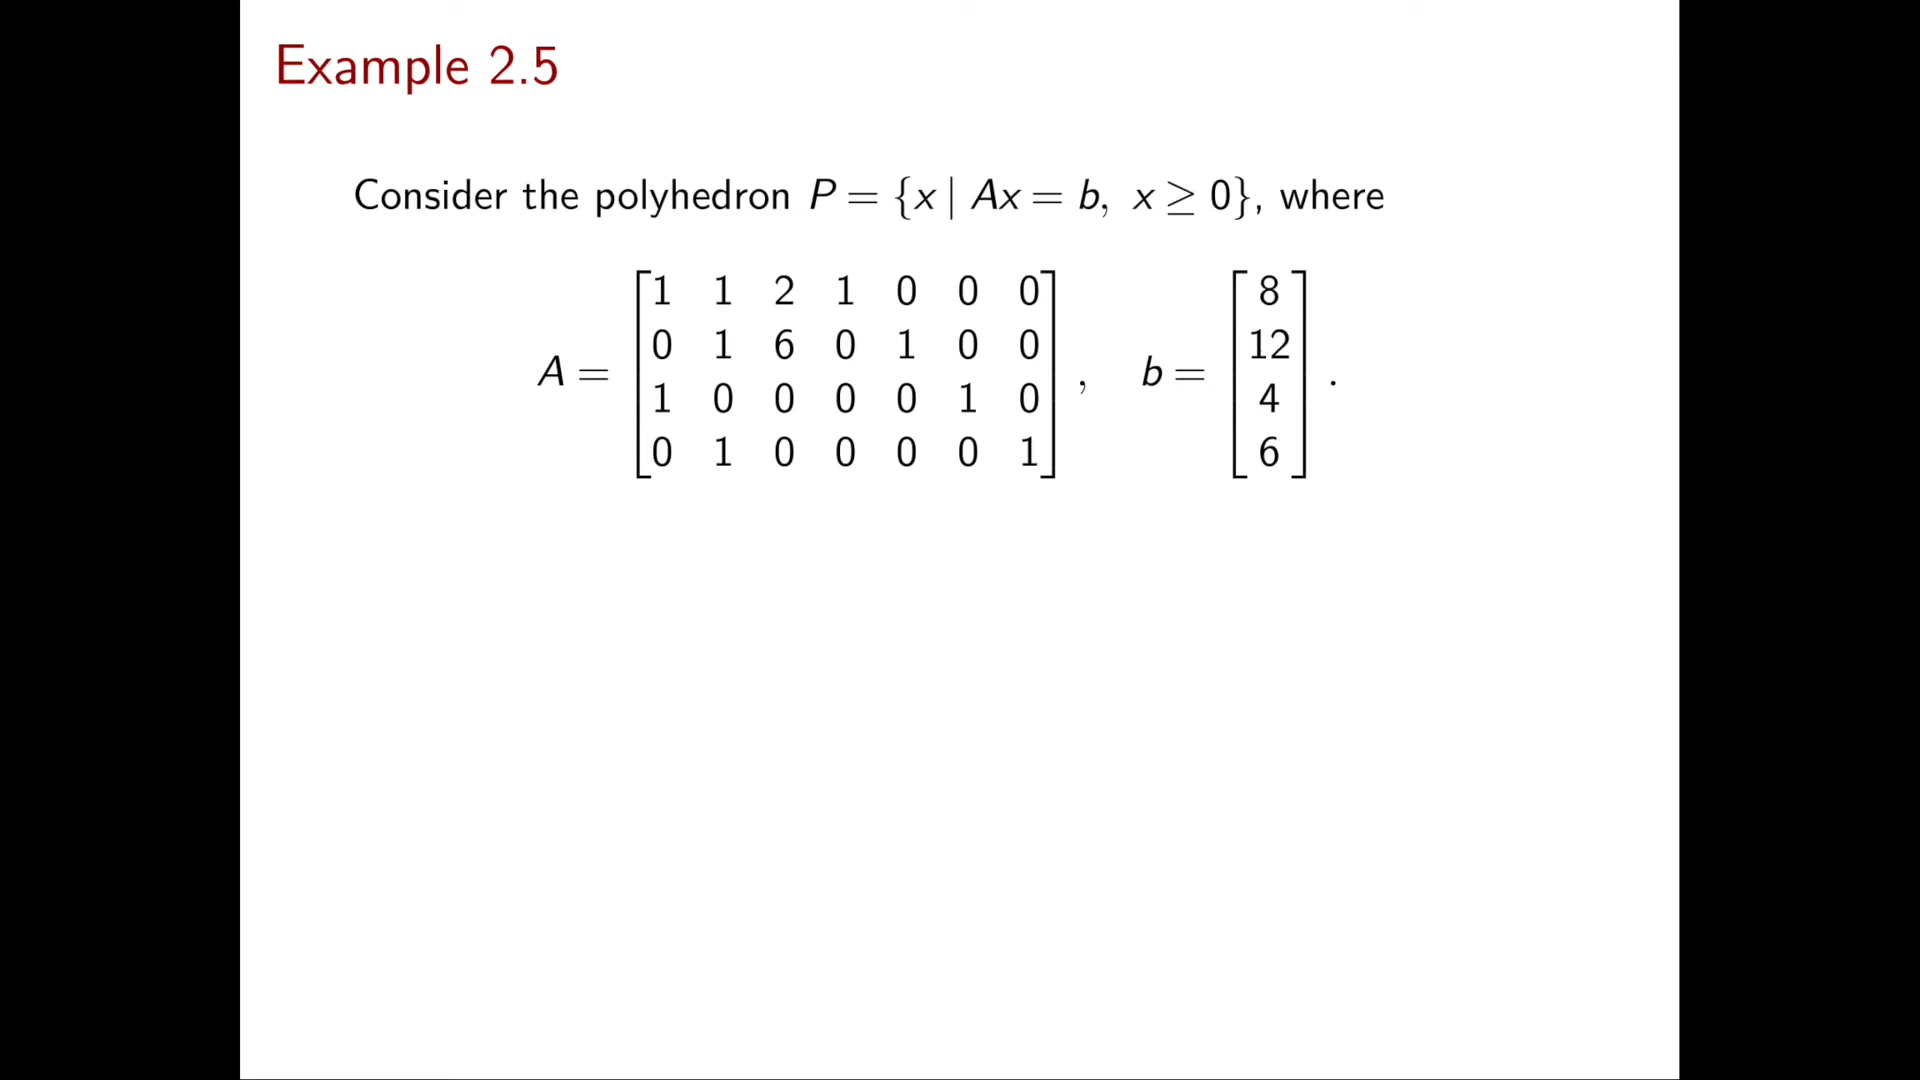 Example 2.5
Consider the polyhedron P = {x | Ax = b, x ≥ 0}, where
A = [1 1 2 1 0 0 0
0 1 6 0 1 0 0
1 0 0 0 0 1 0
0 1 0 0 0 0 1], b = [8
12
4
6].